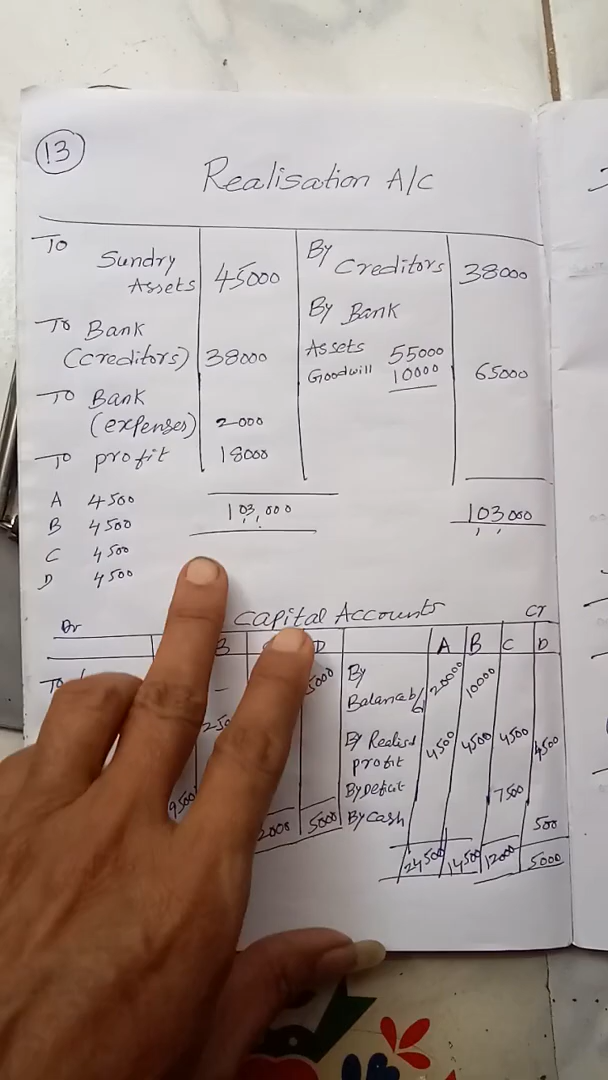 13
Realisation A/c
To Sundry Assets 45000 By Creditors 38000
By Bank
To Bank (creditors) 38000 Assets 55000
Goodwill 10000 65000
To Bank (expenses) 2000
To profit 18000
A 4500
B 4500
C 4500
D 4500
103,000 103000
Dr Capital Accounts Cr
B D A B C D
To - 5000 By Balance b/ 20000 10000
By Realisn profit 4500 4500 4500 4500
By Deficit 7500
9500 By cash 500
2000 5000 24500 14500 12000 5000